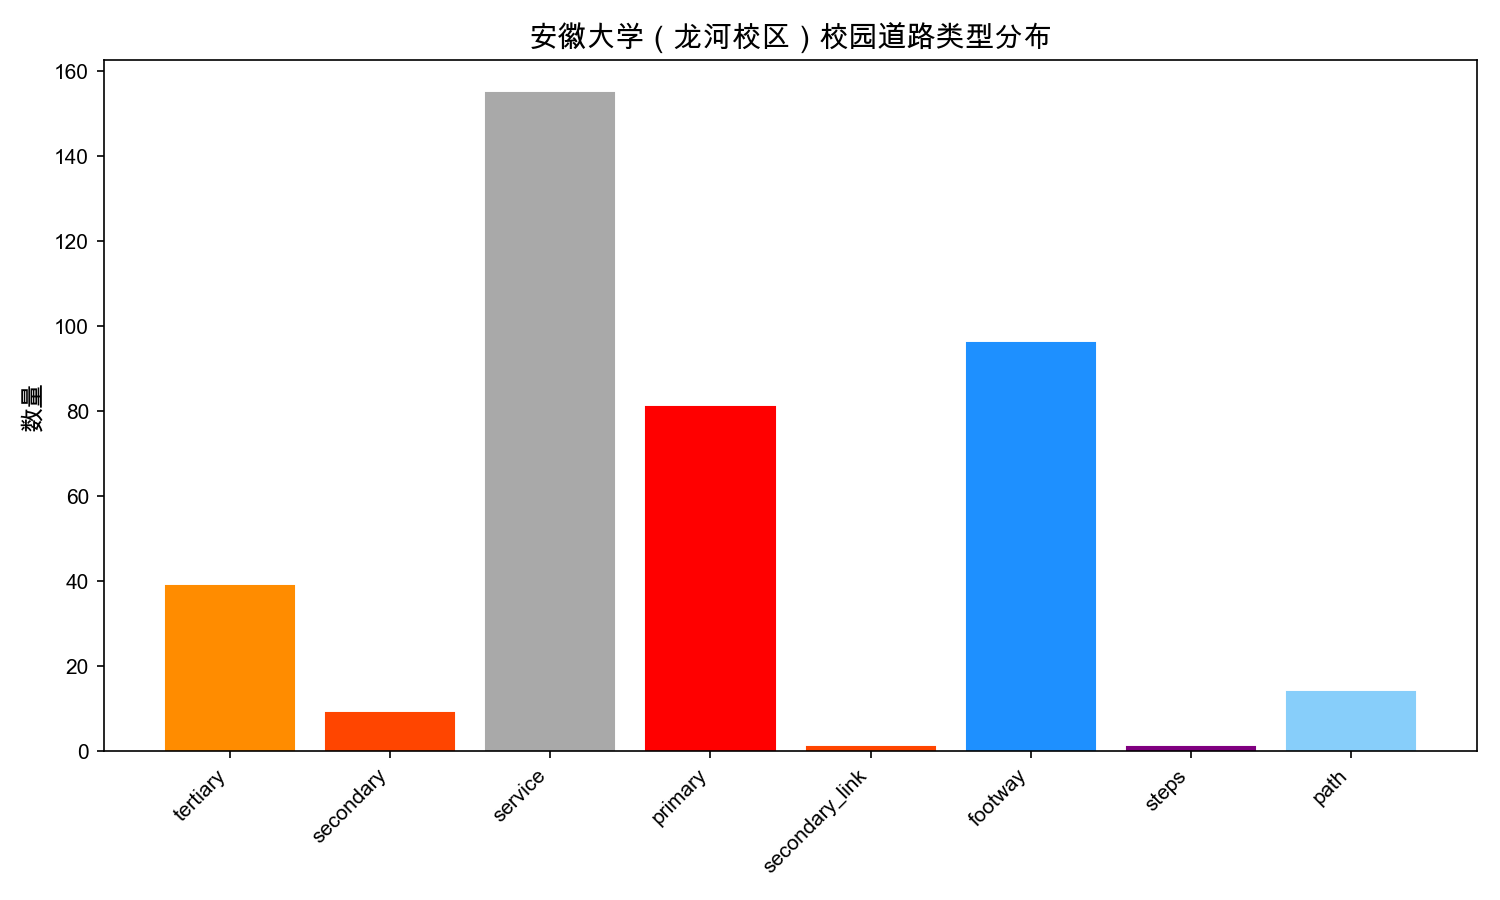 安徽大学（龙河校区）校园道路类型分布
数量
160
140
120
100
80
60
40
20
0
tertiary
secondary
service
primary
secondary_link
footway
steps
path